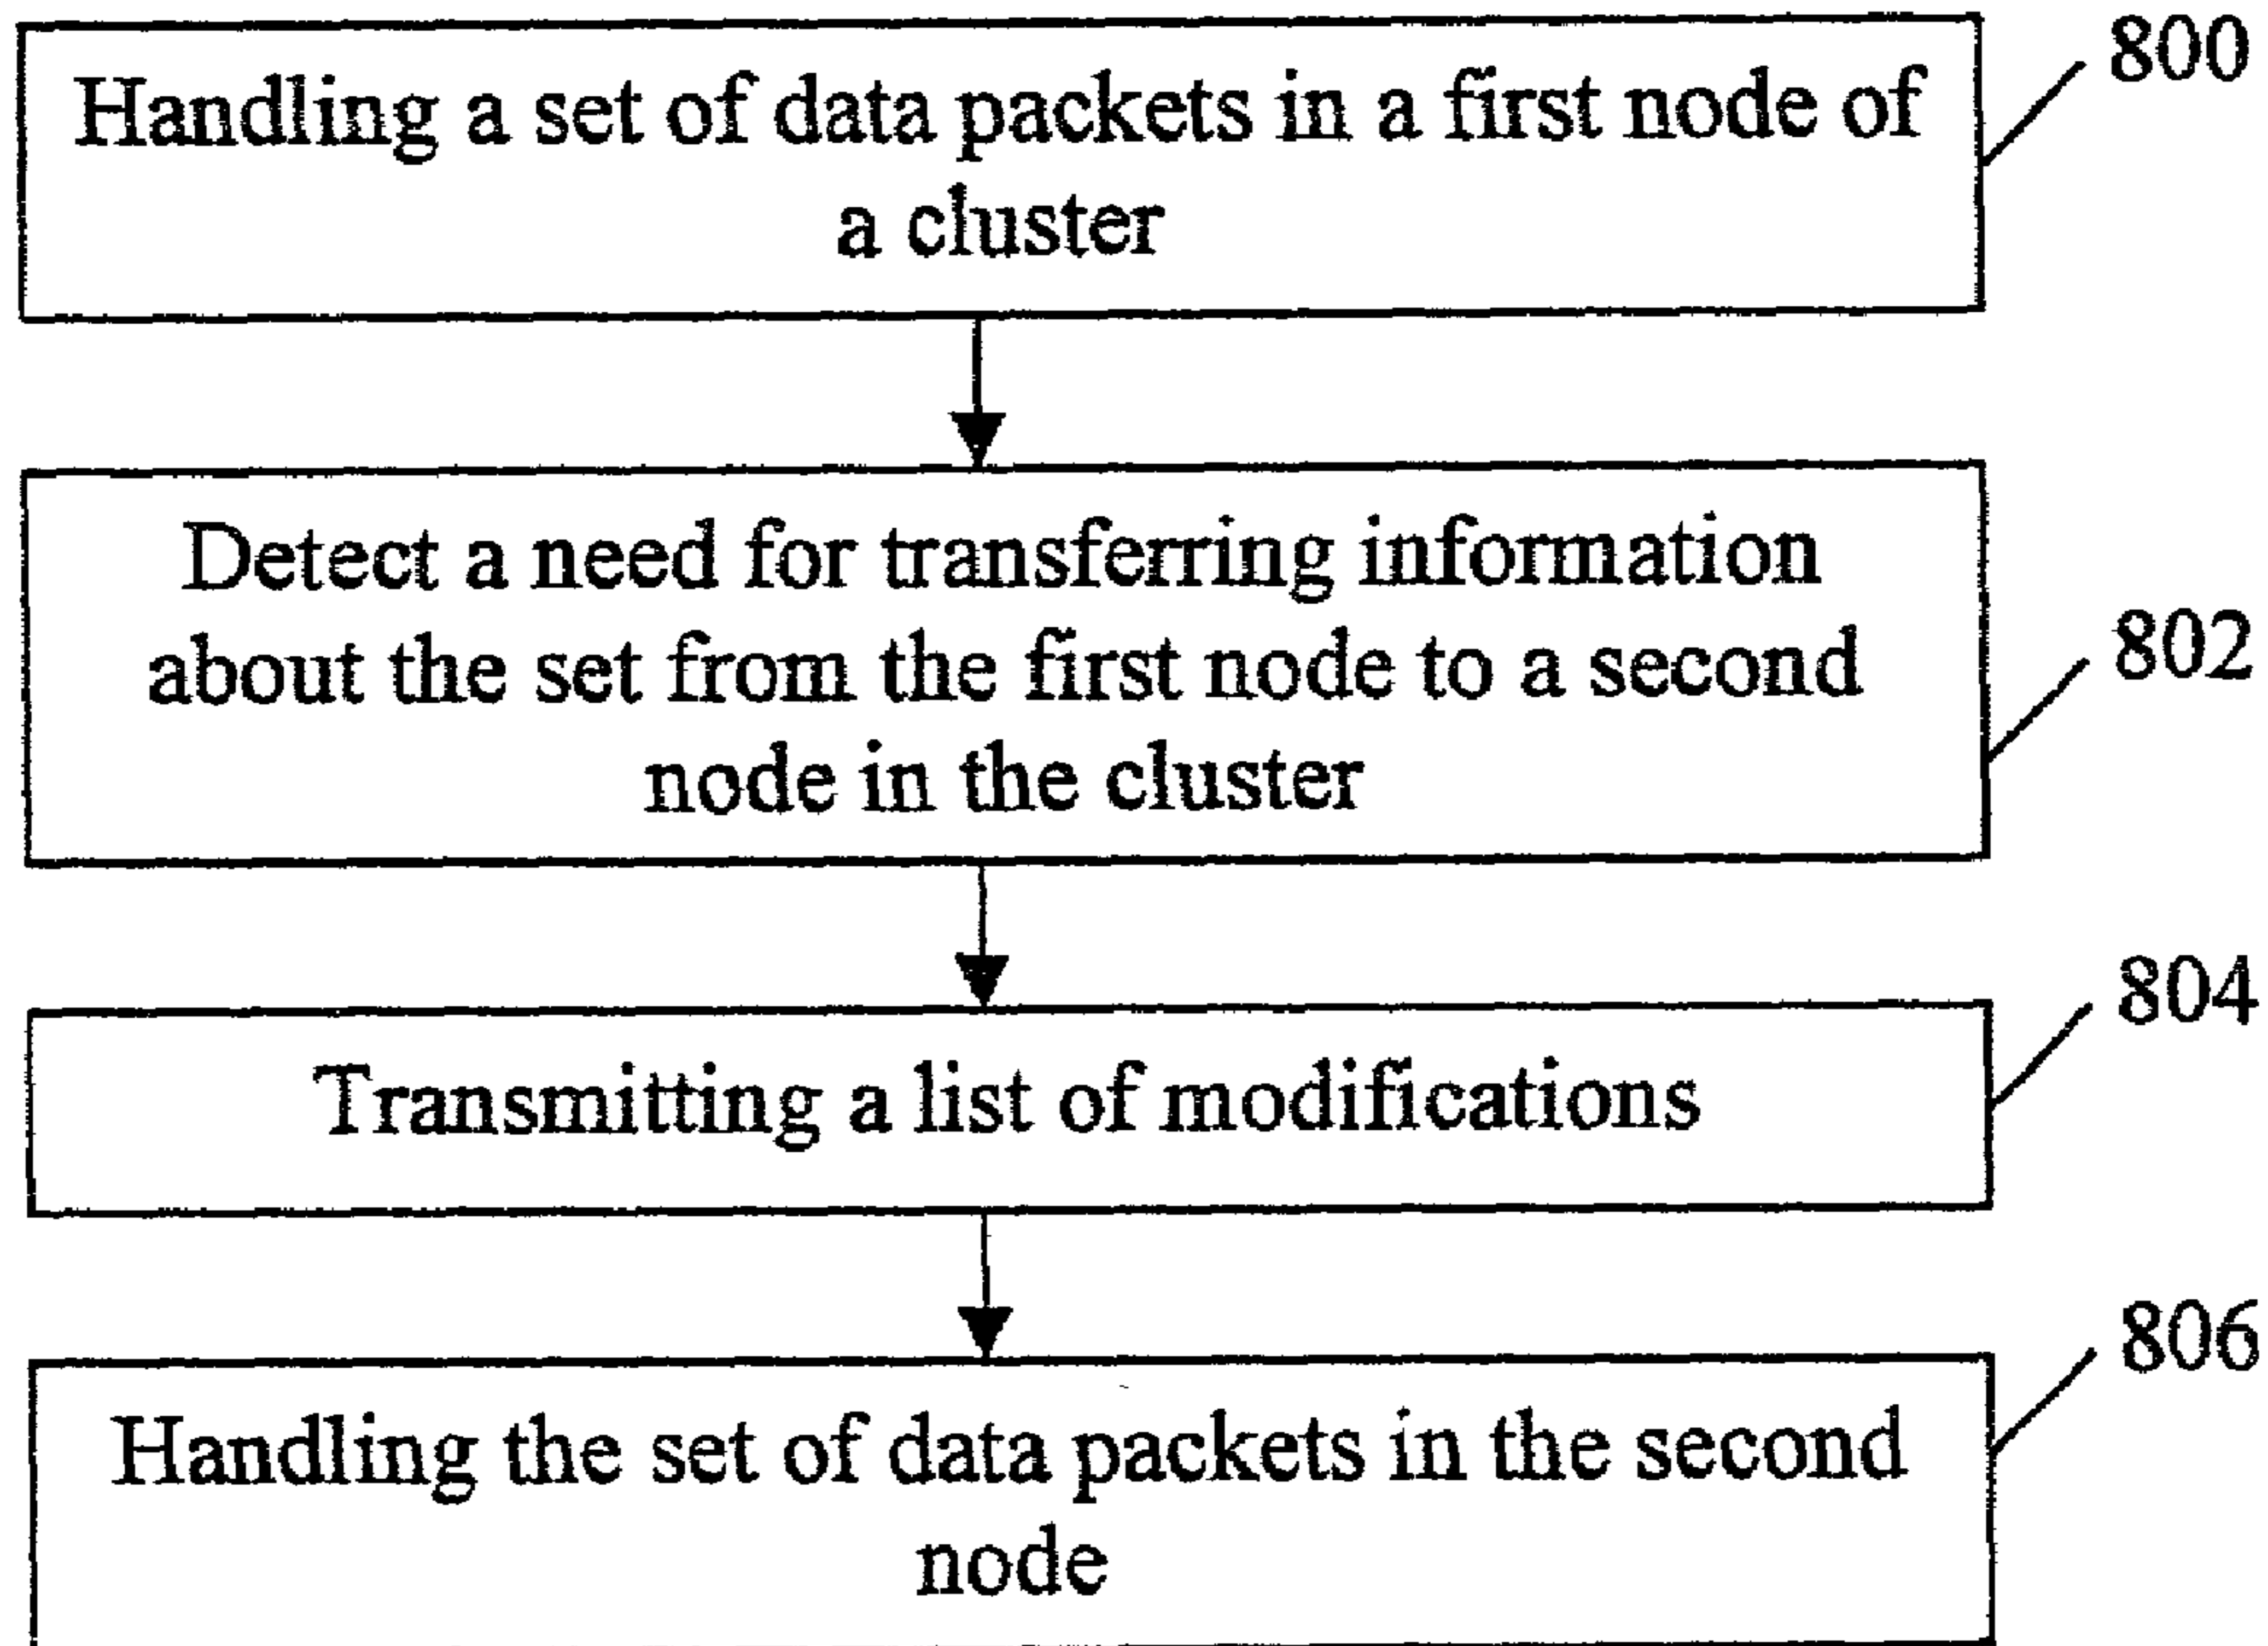 Handling a set of data packets in a first node of
a cluster
800
Detect a need for transferring information
about the set from the first node to a second
node in the cluster
802
Transmitting a list of modifications
804
Handling the set of data packets in the second
node
806